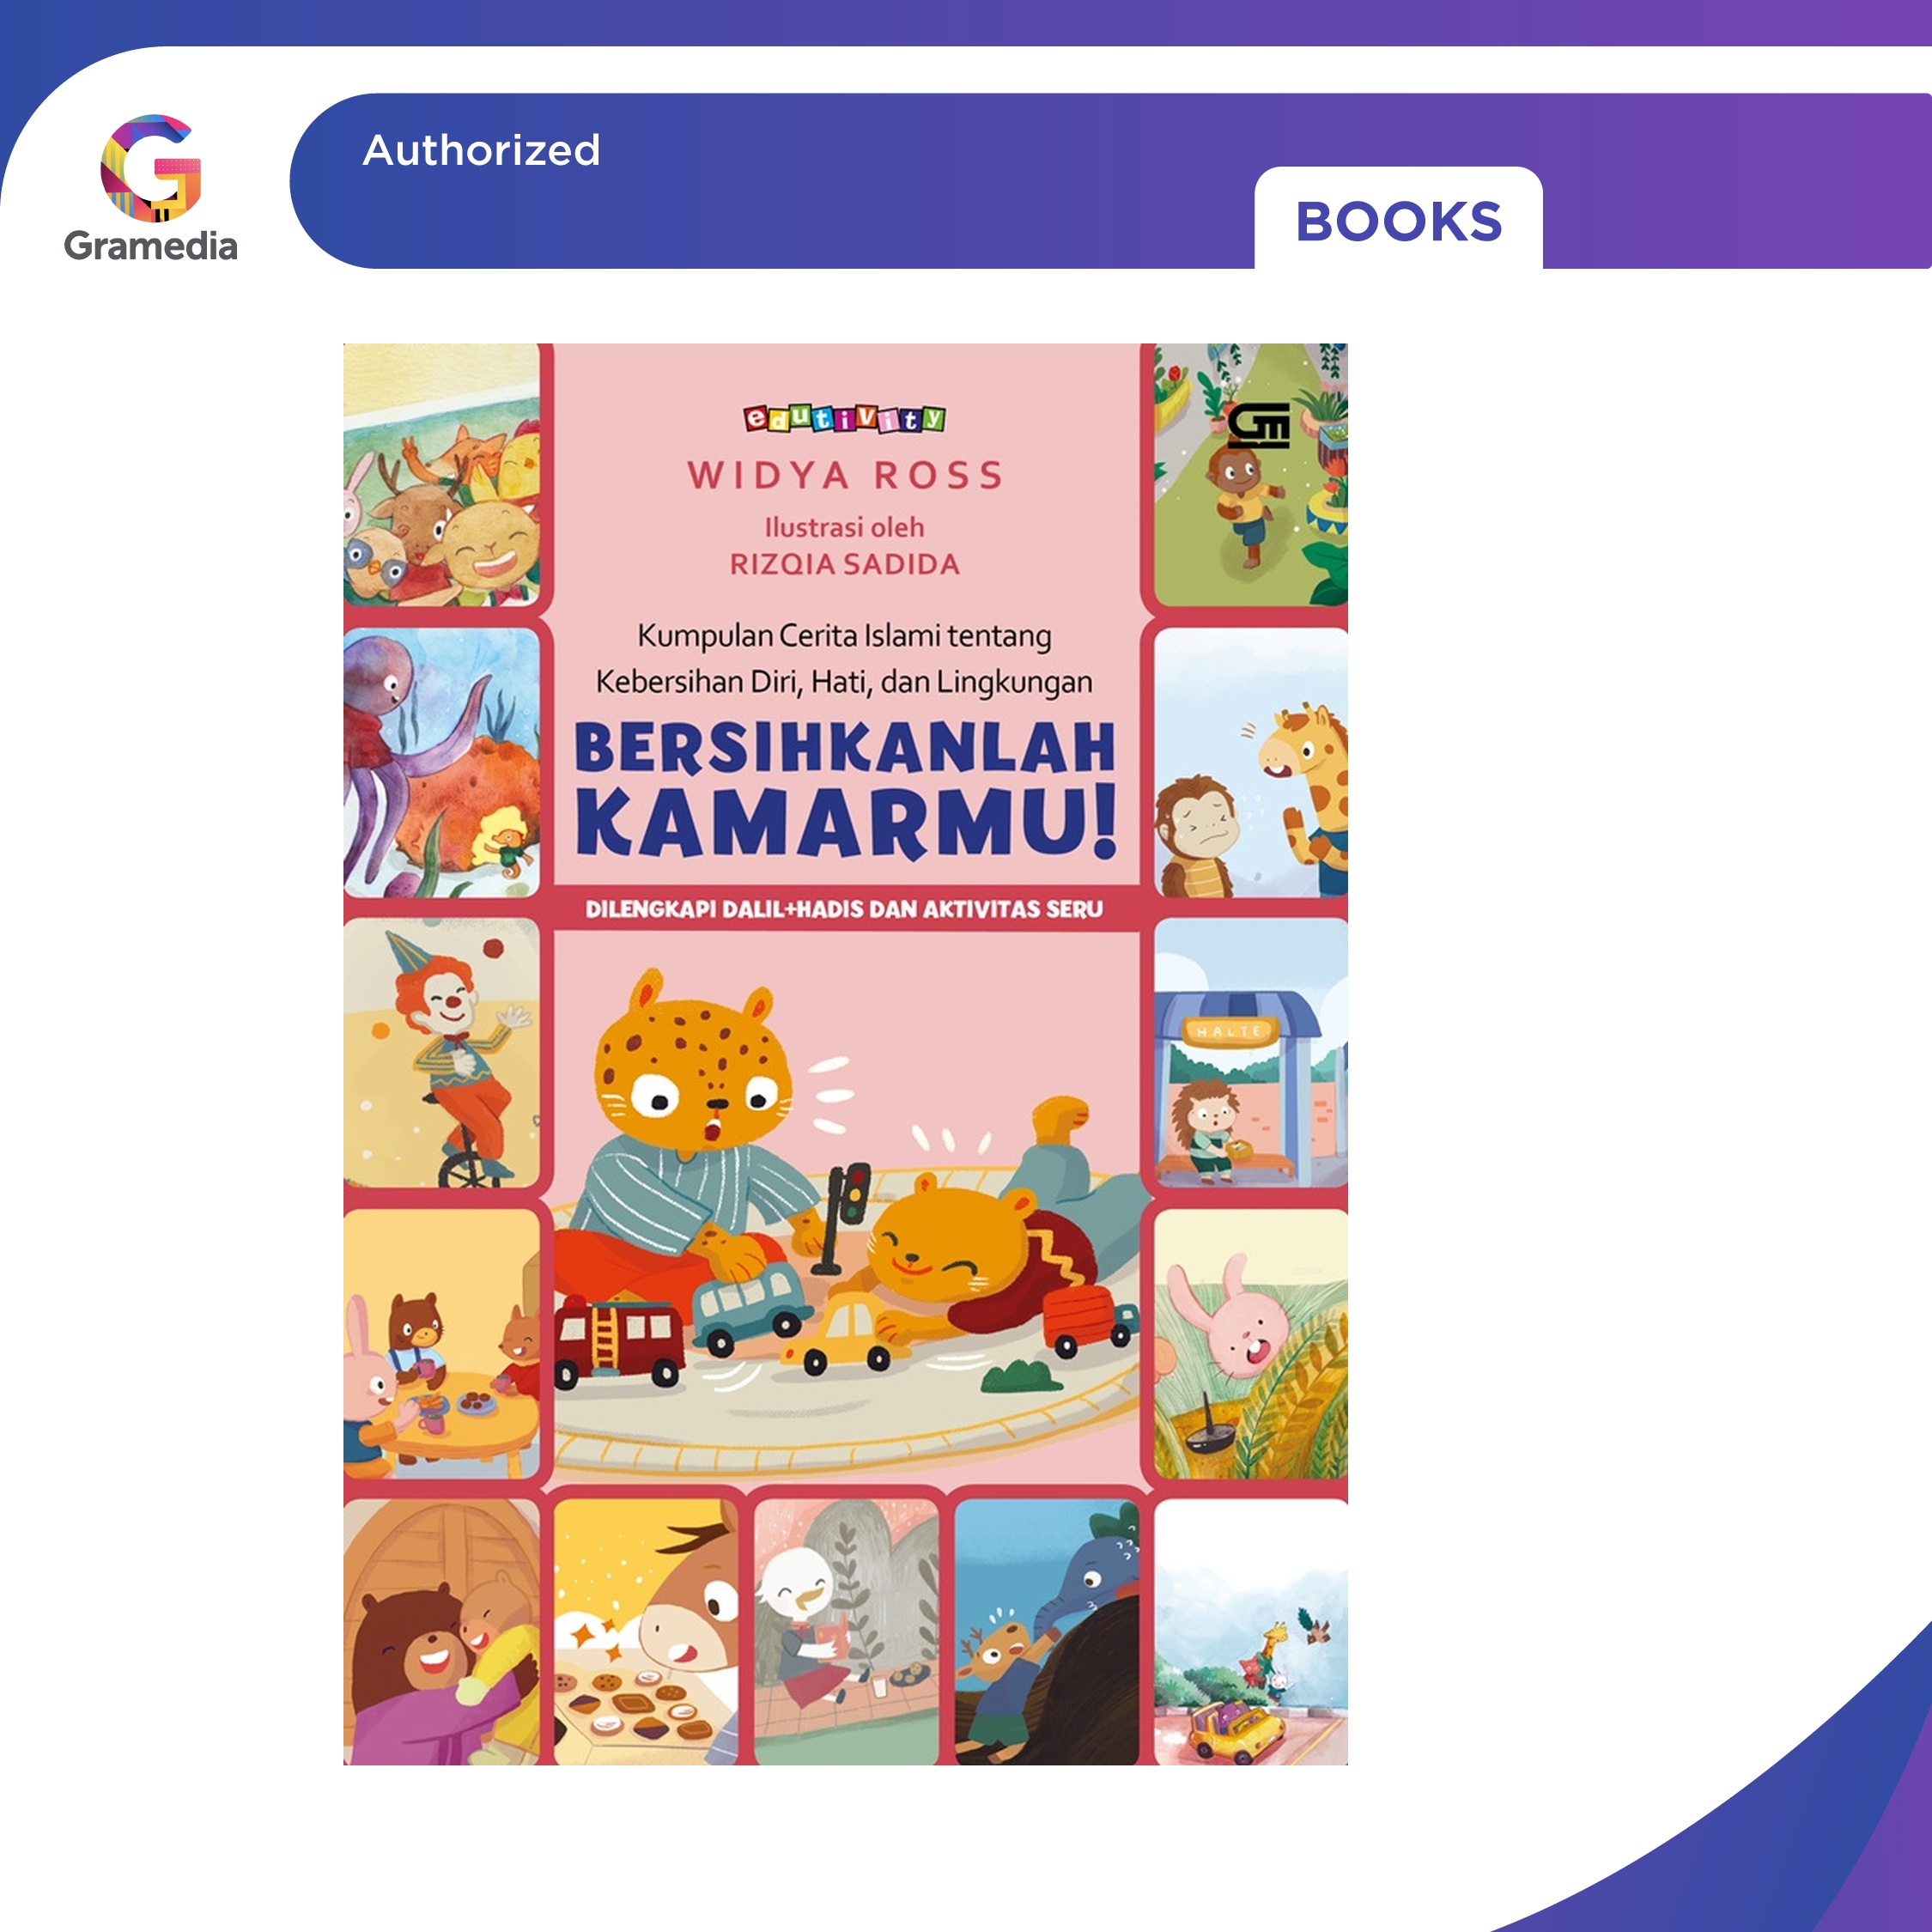 Authorized
BOOKS
Gramedia
edutivity
GM
WIDYA ROSS
Ilustrasi oleh
RIZQIA SADIDA
Kumpulan Cerita Islami tentang
Kebersihan Diri, Hati, dan Lingkungan
BERSIHKANLAH
KAMARMU!
DILENGKAPI DALIL+HADIS DAN AKTIVITAS SERU
HALTE